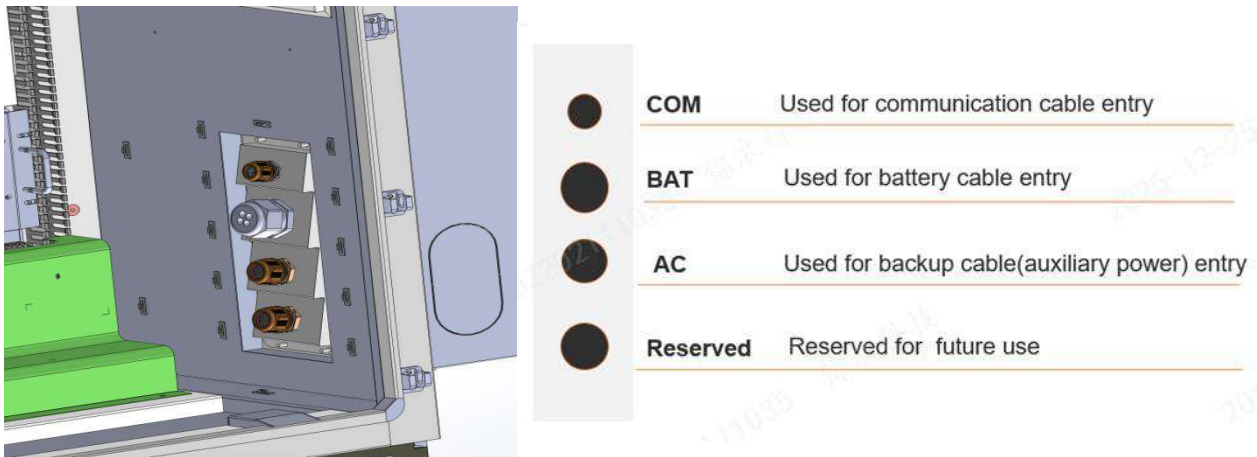 COM Used for communication cable entry
BAT Used for battery cable entry
AC Used for backup cable(auxiliary power) entry
Reserved Reserved for future use